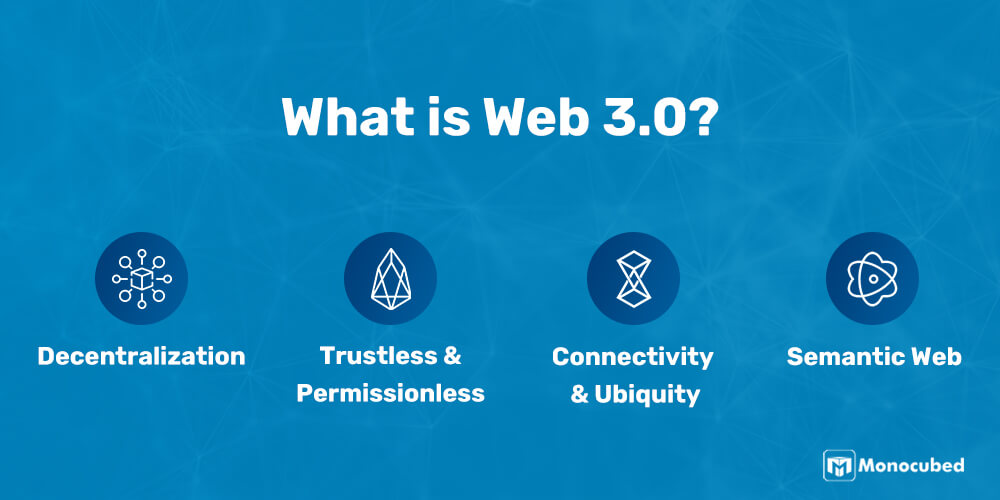 What is Web 3.0?
Decentralization
Trustless &
Permissionless
Connectivity
& Ubiquity
Semantic Web
Monocubed